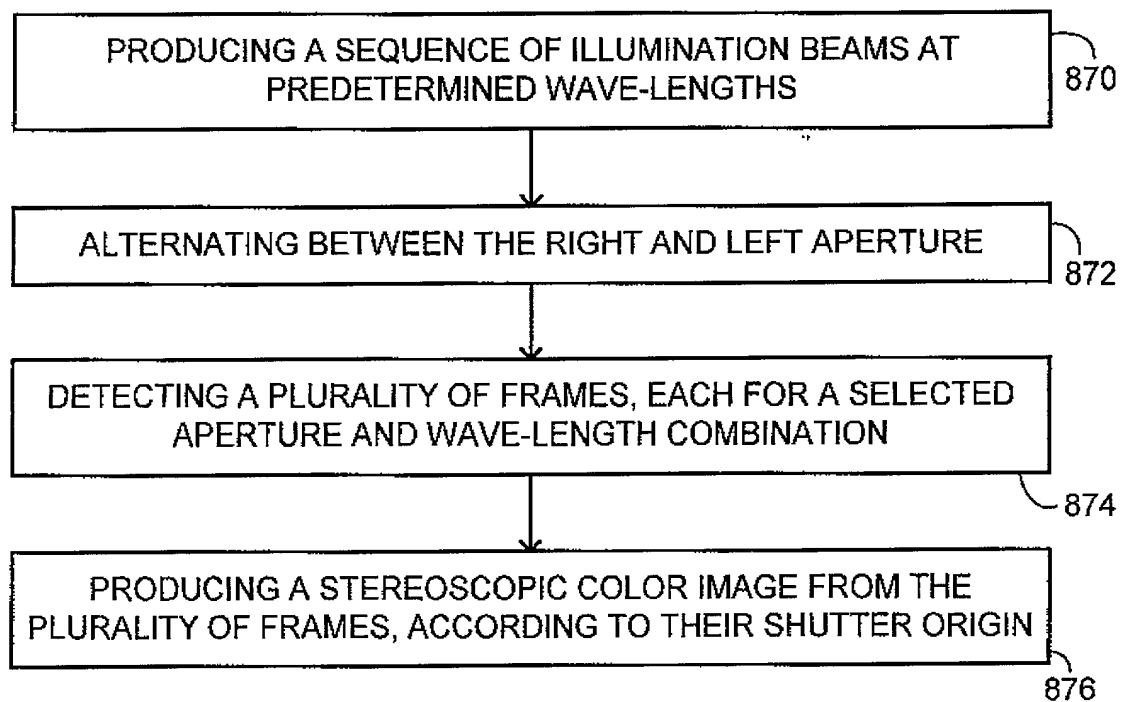 PRODUCING A SEQUENCE OF ILLUMINATION BEAMS AT
PREDETERMINED WAVE-LENGTHS
870
ALTERNATING BETWEEN THE RIGHT AND LEFT APERTURE
872
DETECTING A PLURALITY OF FRAMES, EACH FOR A SELECTED
APERTURE AND WAVE-LENGTH COMBINATION
874
PRODUCING A STEREOSCOPIC COLOR IMAGE FROM THE
PLURALITY OF FRAMES, ACCORDING TO THEIR SHUTTER ORIGIN
876